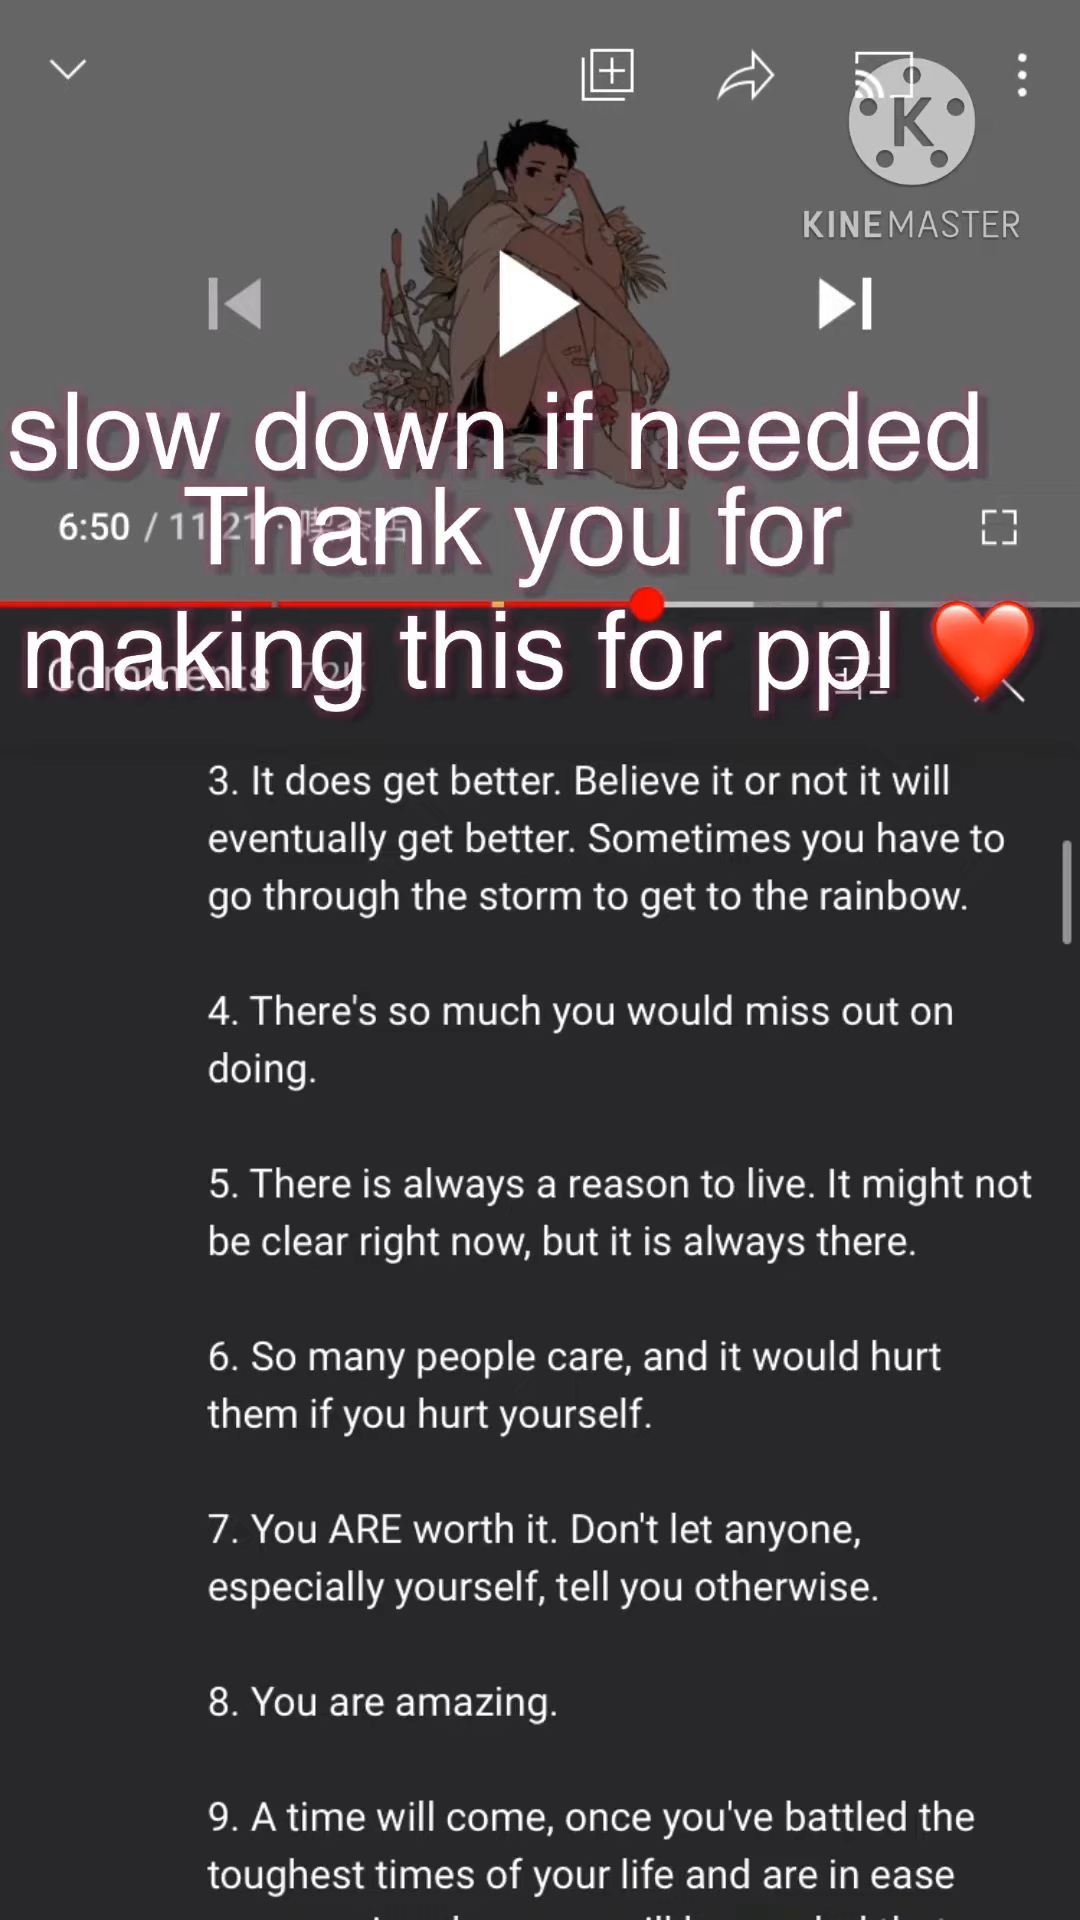 K
KINEMASTER
slow down if needed
6:50 / 11:21 · 喫茶店
Thank you for
making this for ppl ❤️
Comments 72K
3. It does get better. Believe it or not it will
eventually get better. Sometimes you have to
go through the storm to get to the rainbow.
4. There's so much you would miss out on
doing.
5. There is always a reason to live. It might not
be clear right now, but it is always there.
6. So many people care, and it would hurt
them if you hurt yourself.
7. You ARE worth it. Don't let anyone,
especially yourself, tell you otherwise.
8. You are amazing.
9. A time will come, once you've battled the
toughest times of your life and are in ease